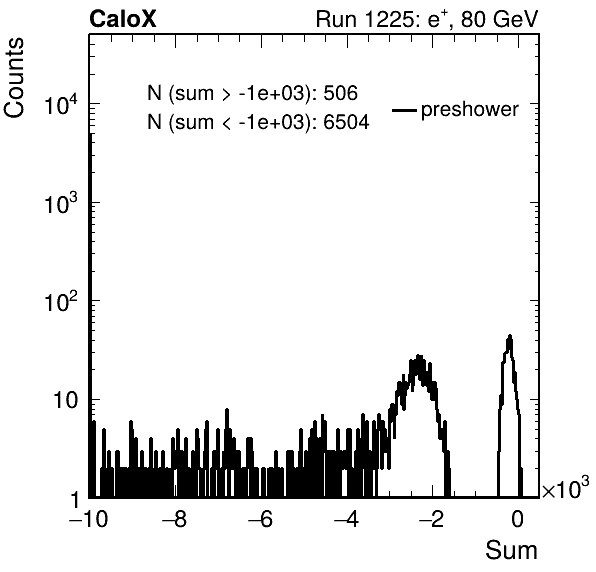 CaloX Run 1225: e⁺, 80 GeV
Counts
N (sum > -1e+03): 506
N (sum < -1e+03): 6504
preshower
10⁴
10³
10²
10
1
−10 −8 −6 −4 −2 0
×10³
Sum